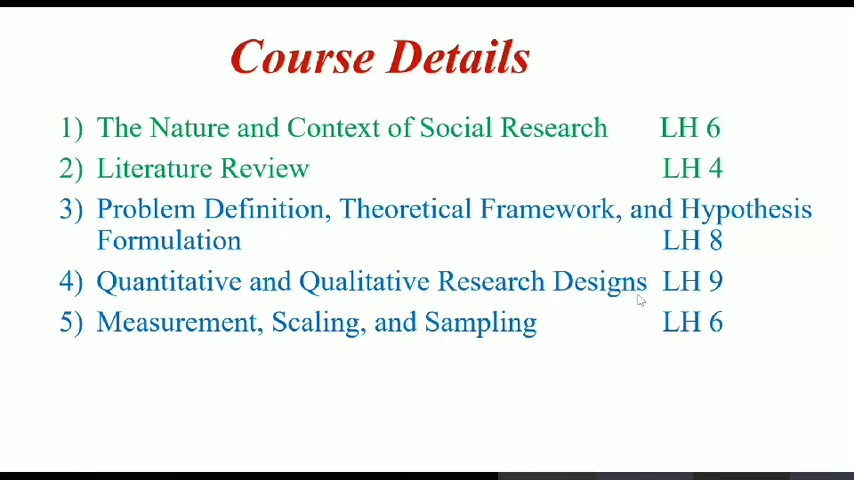 Course Details
1) The Nature and Context of Social Research LH 6
2) Literature Review LH 4
3) Problem Definition, Theoretical Framework, and Hypothesis
Formulation LH 8
4) Quantitative and Qualitative Research Designs LH 9
5) Measurement, Scaling, and Sampling LH 6